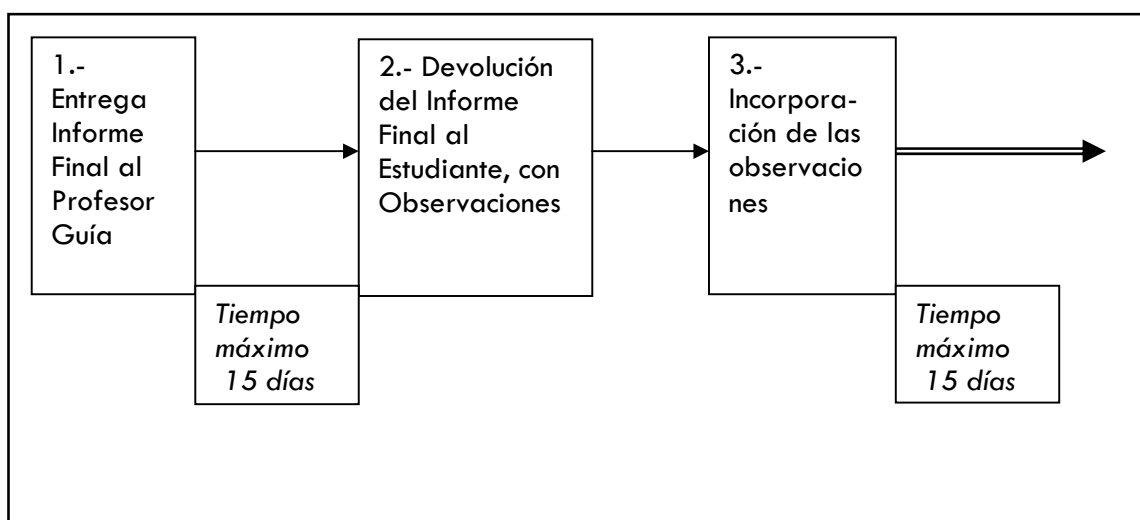 1.-
Entrega
Informe
Final al
Profesor
Guía
2.- Devolución
del Informe
Final al
Estudiante, con
Observaciones
3.-
Incorpora-
ción de las
observacio
nes
Tiempo
máximo
15 días
Tiempo
máximo
15 días